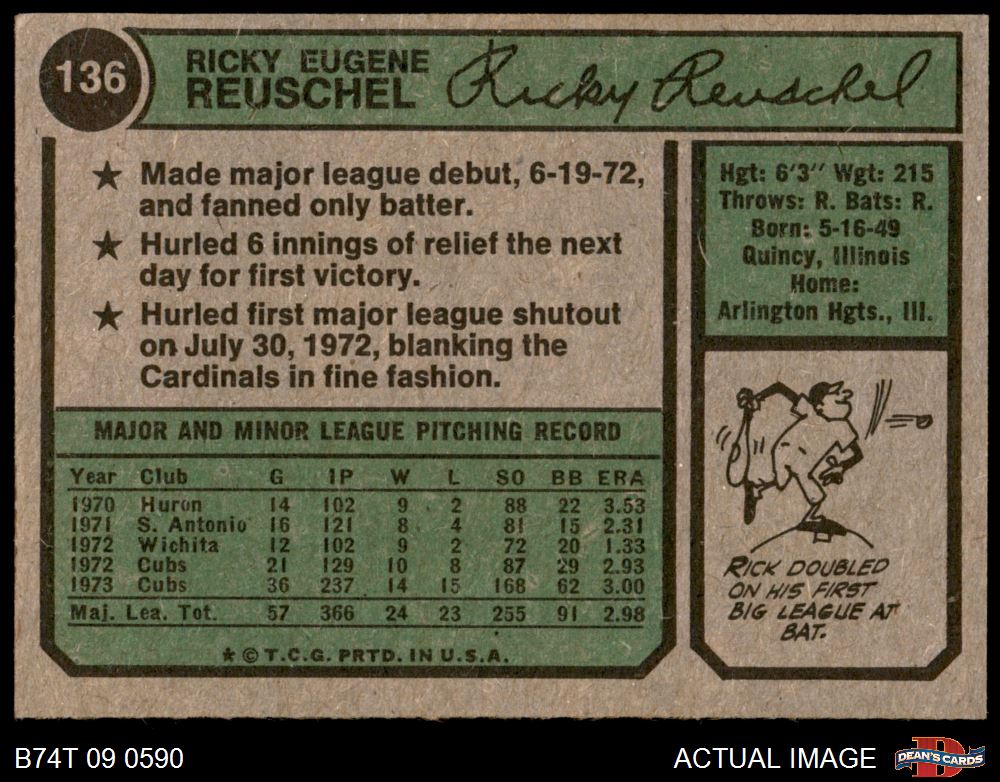 136
RICKY EUGENE
REUSCHEL
Ricky Reuschel
★ Made major league debut, 6-19-72,
and fanned only batter.
★ Hurled 6 innings of relief the next
day for first victory.
★ Hurled first major league shutout
on July 30, 1972, blanking the
Cardinals in fine fashion.
MAJOR AND MINOR LEAGUE PITCHING RECORD
Year Club G IP W L SO BB ERA
1970 Huron 14 102 9 2 88 22 3.53
1971 S. Antonio 16 121 8 4 81 15 2.31
1972 Wichita 12 102 9 2 72 20 1.33
1972 Cubs 21 129 10 8 87 29 2.93
1973 Cubs 36 237 14 15 168 62 3.00
Maj. Lea. Tot. 57 366 24 23 255 91 2.98
★ © T.C.G. PRTD. IN U.S.A.
Hgt: 6'3'' Wgt: 215
Throws: R. Bats: R.
Born: 5-16-49
Quincy, Illinois
Home:
Arlington Hgts., Ill.
RICK DOUBLED
ON HIS FIRST
BIG LEAGUE AT
BAT.
B74T 09 0590
ACTUAL IMAGE
D
DEAN'S CARDS